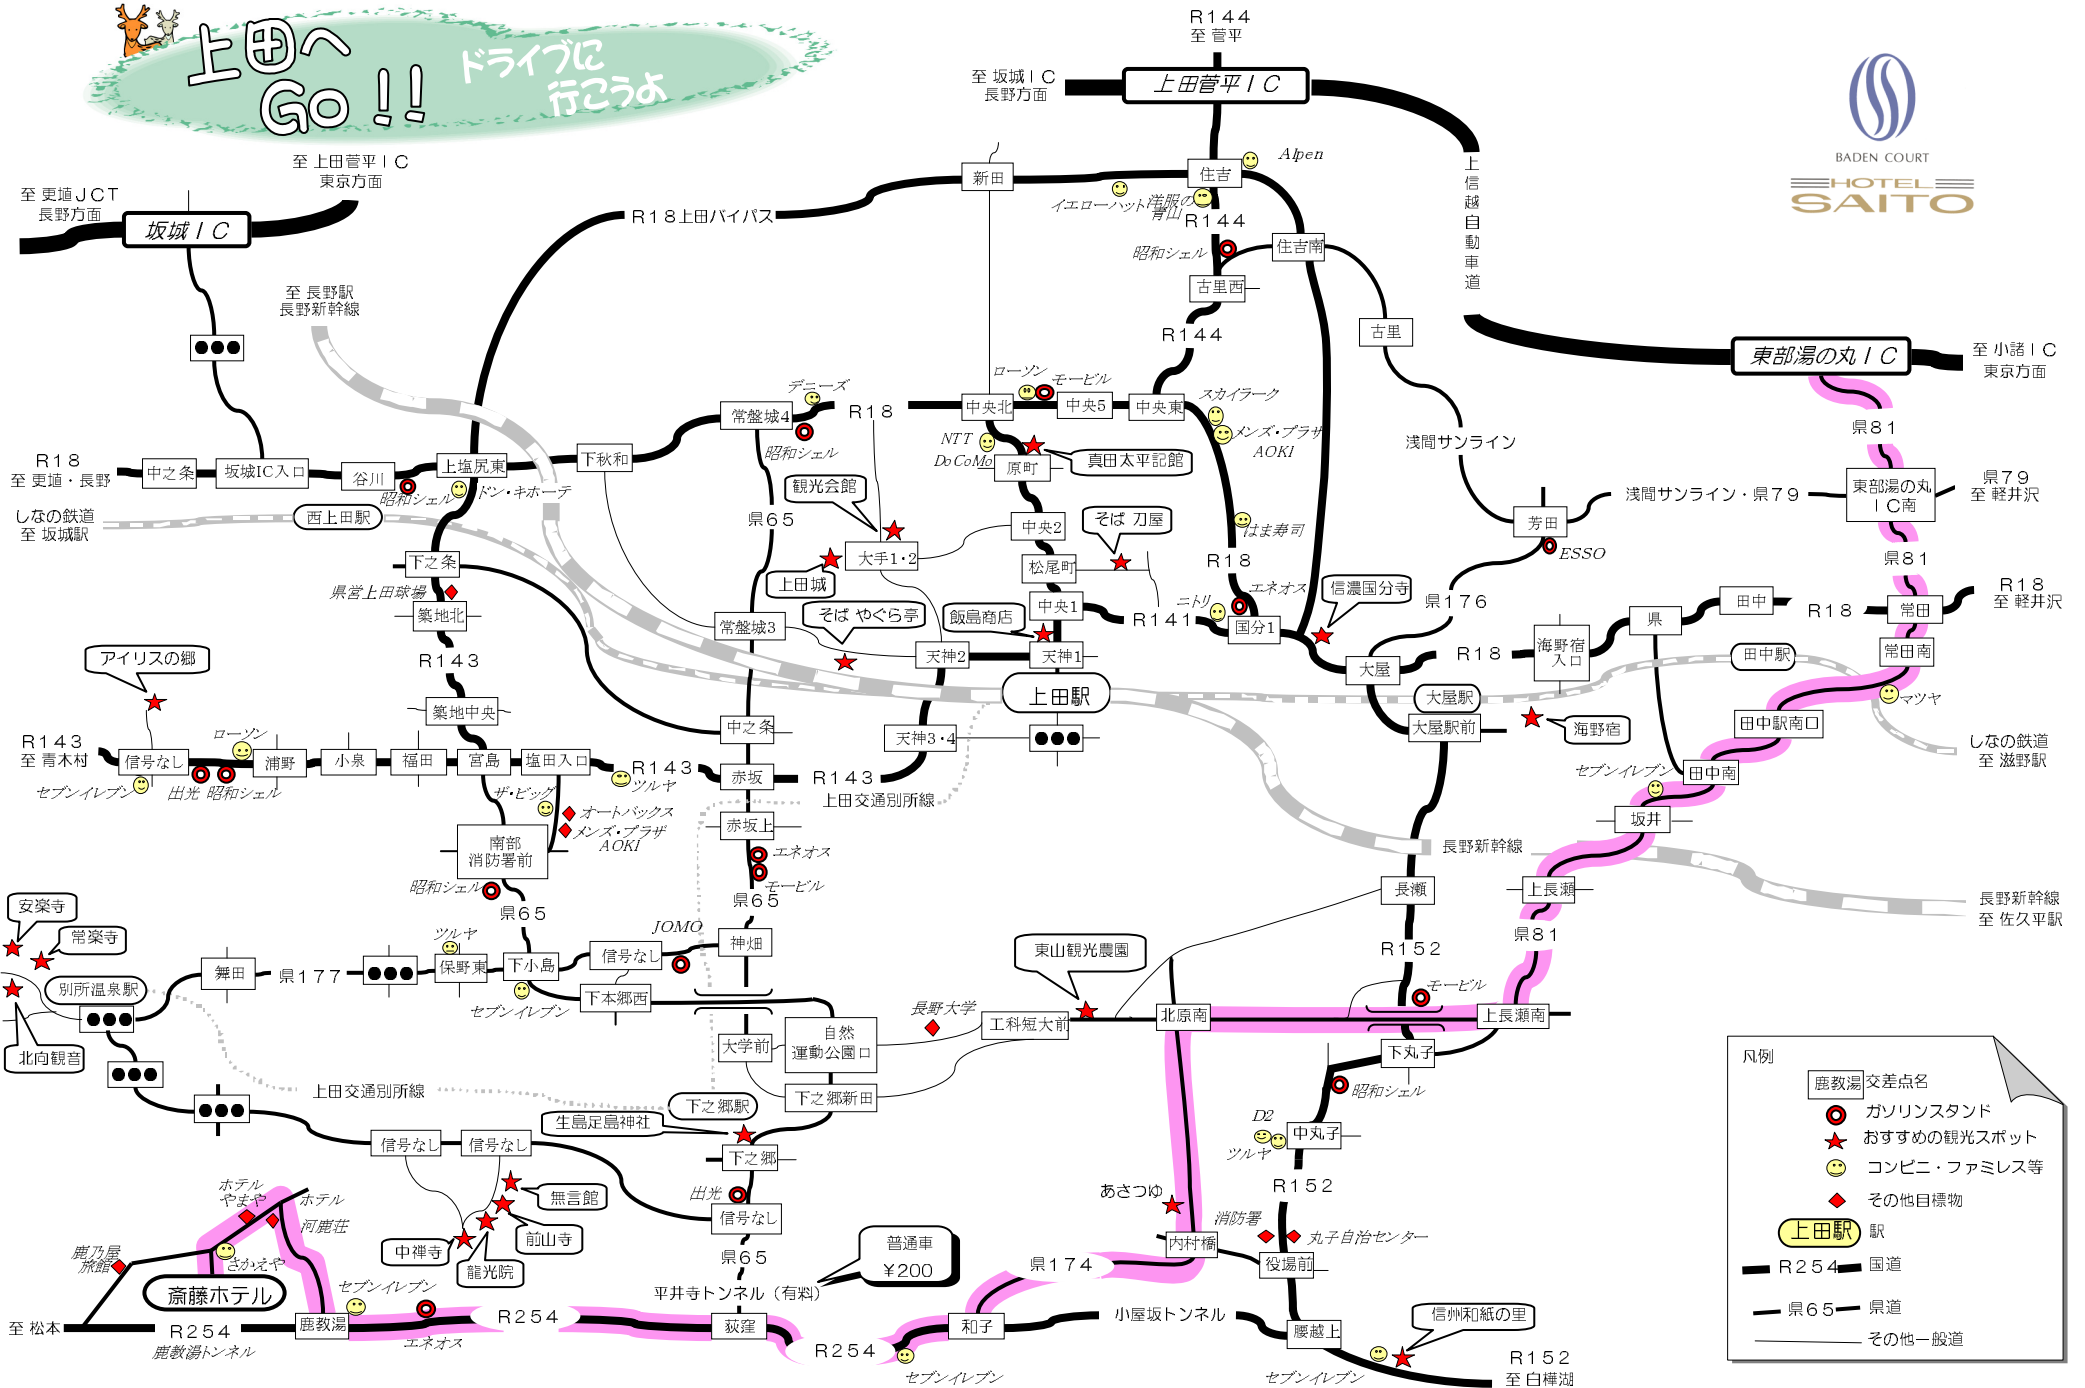 上田へ
Go!!
ドライブに
行こうよ
R144
至 菅平
至 坂城IC
長野方面
上田菅平IC
BADEN COURT
HOTEL
SAITO
至 上田菅平IC
東京方面
至 更埴JCT
長野方面
坂城IC
新田
住吉
Alpen
イエローハット
洋服の
青山
R144
R18上田バイパス
上信越自動車道
昭和シェル
住吉南
古里西
至 長野駅
長野新幹線
R144
古里
東部湯の丸IC
至 小諸IC
東京方面
デニーズ
ローソン
モービル
常盤城4
R18
中央北
中央5
中央東
スカイラーク
メンズ・プラザ
AOKI
県81
浅間サンライン
昭和シェル
NTT
DoCoMo
原町
真田太平記館
R18
至 更埴・長野
中之条
坂城IC入口
谷川
上塩尻東
下秋和
昭和シェル
ドン・キホーテ
観光会館
県65
浅間サンライン・県79
東部湯の丸
IC南
県79
至 軽井沢
しなの鉄道
至 坂城駅
西上田駅
中央2
そば 刀屋
はま寿司
芳田
ESSO
下之条
大手1・2
上田城
松尾町
R18
県81
県営上田球場
築地北
そば やぐら亭
飯島商店
中央1
R141
ニトリ
エネオス
国分1
信濃国分寺
県176
県
田中
R18
常田
R18
至 軽井沢
常盤城3
天神2
天神1
大屋
R18
海野宿
入口
田中駅
常田南
アイリスの郷
R143
築地中央
上田駅
大屋駅
大屋駅前
海野宿
マツヤ
田中駅南口
中之条
天神3・4
R143
至 青木村
信号なし
ローソン
浦野
小泉
福田
宮島
塩田入口
R143
ツルヤ
赤坂
R143
しなの鉄道
至 滋野駅
セブンイレブン
出光
昭和シェル
ザ・ビッグ
オートバックス
メンズ・プラザ
AOKI
上田交通別所線
セブンイレブン
田中南
坂井
南部
消防署前
赤坂上
エネオス
モービル
長野新幹線
昭和シェル
県65
県65
長瀬
上長瀬
長野新幹線
至 佐久平駅
安楽寺
常楽寺
ツルヤ
JOMO
神畑
東山観光農園
R152
県81
舞田
県177
保野東
下小島
信号なし
別所温泉駅
下本郷西
セブンイレブン
モービル
長野大学
工科短大前
北原南
上長瀬南
北向観音
大学前
自然
運動公園口
下丸子
凡例
鹿教湯
交差点名
ガソリンスタンド
おすすめの観光スポット
コンビニ・ファミレス等
その他目標物
上田駅
駅
R254
国道
県65
県道
その他一般道
上田交通別所線
下之郷駅
下之郷新田
昭和シェル
生島足島神社
D2
ツルヤ
中丸子
信号なし
信号なし
下之郷
ホテル
やまや
ホテル
河鹿荘
無言館
前山寺
出光
信号なし
あさつゆ
R152
消防署
丸子自治センター
中禅寺
龍光院
県65
普通車
￥200
県174
内村橋
役場前
鹿乃屋
旅館
さかえや
斎藤ホテル
セブンイレブン
平井寺トンネル（有料）
至 松本
R254
鹿教湯トンネル
鹿教湯
エネオス
R254
荻窪
R254
和子
小屋坂トンネル
腰越上
信州和紙の里
セブンイレブン
セブンイレブン
R152
至 白樺湖